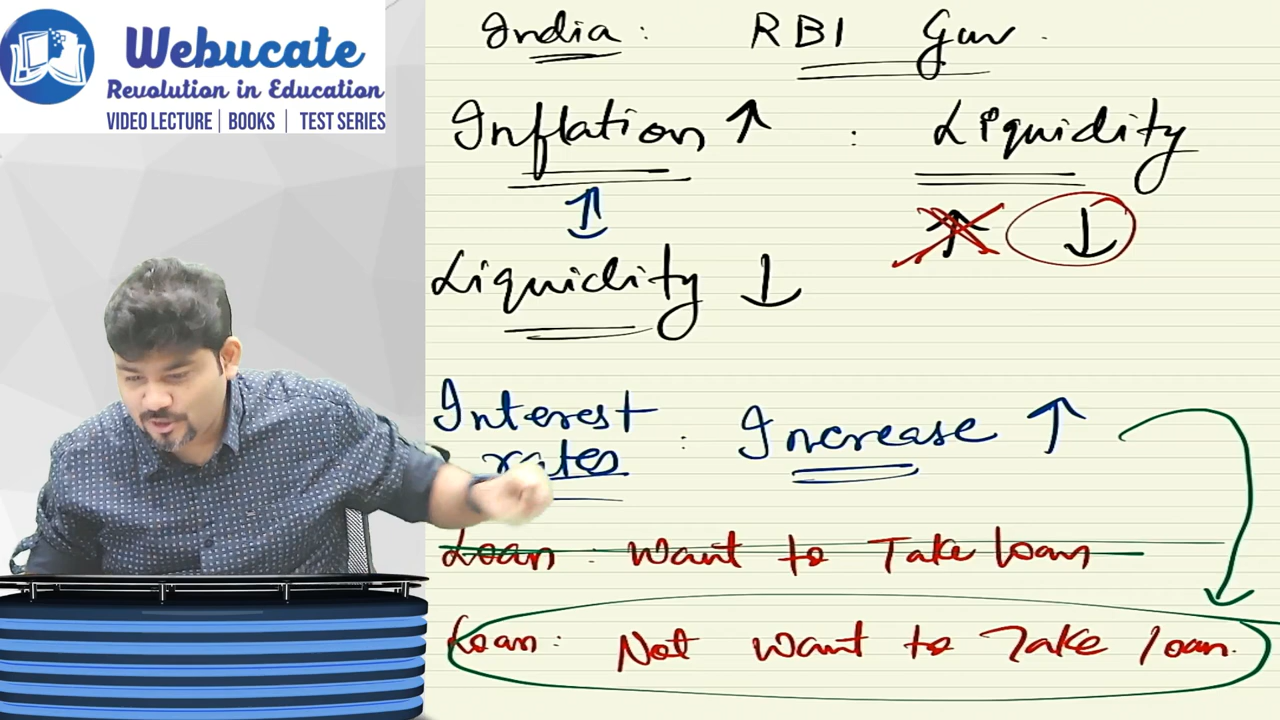 Webucate
Revolution in Education
VIDEO LECTURE | BOOKS | TEST SERIES
India: RBI Guv.
Inflation ↑ : Liquidity
↑ ↓
↑
Liquidity ↓
Interest rates : Increase ↑
Loan : Want to Take loan
Loan : Not want to Take loan.